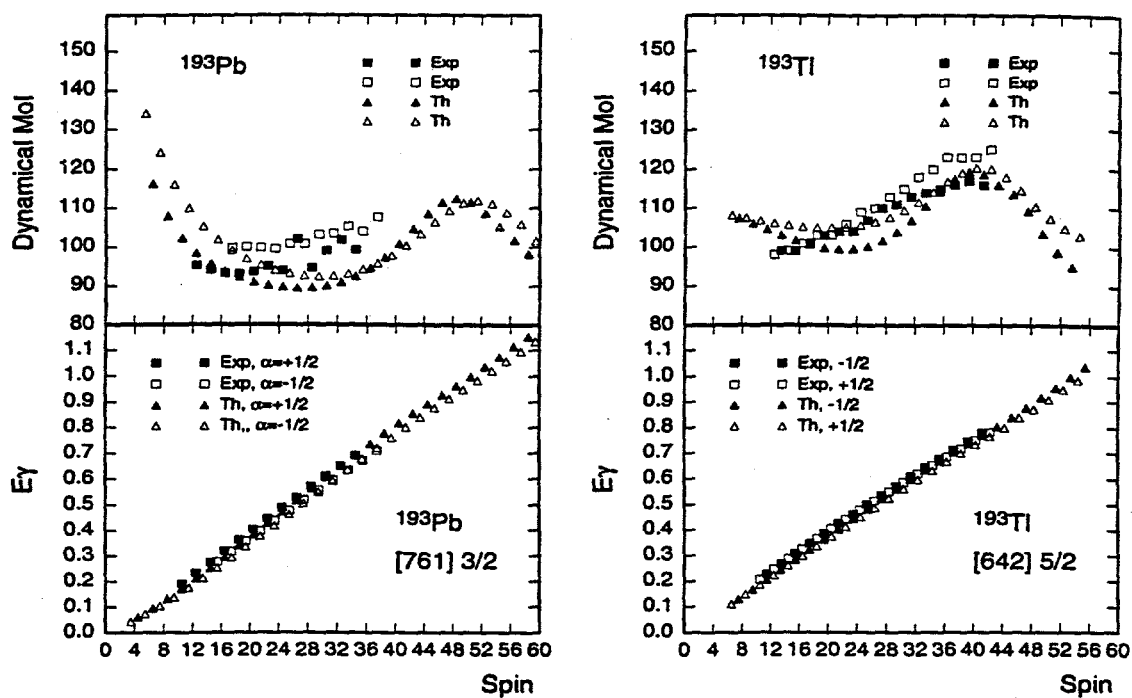 193Pb
Exp
Exp
Th
Th
Dynamical MoI
150
140
130
120
110
100
90
80
193Tl
Exp
Exp
Th
Th
Dynamical MoI
150
140
130
120
110
100
90
80
Exp, α=+1/2
Exp, α=-1/2
Th, α=+1/2
Th,, α=-1/2
Eγ
1.1
1.0
0.9
0.8
0.7
0.6
0.5
0.4
0.3
0.2
0.1
0.0
193Pb
[761] 3/2
0 4 8 12 16 20 24 28 32 36 40 44 48 52 56 60
Spin
Exp, -1/2
Exp, +1/2
Th, -1/2
Th, +1/2
Eγ
1.1
1.0
0.9
0.8
0.7
0.6
0.5
0.4
0.3
0.2
0.1
0.0
193Tl
[642] 5/2
0 4 8 12 16 20 24 28 32 36 40 44 48 52 56 60
Spin